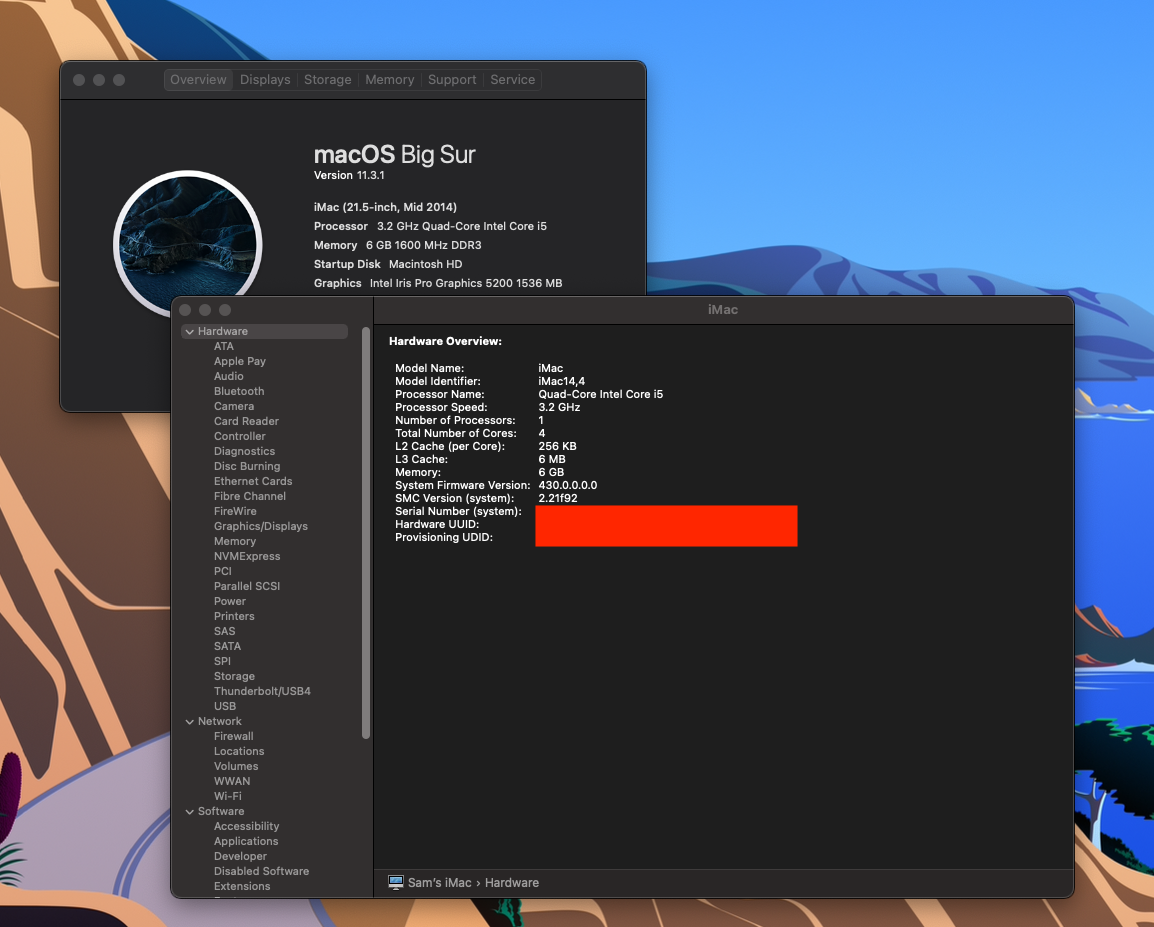 Overview Displays Storage Memory Support Service
macOS Big Sur
Version 11.3.1
iMac (21.5-inch, Mid 2014)
Processor 3.2 GHz Quad-Core Intel Core i5
Memory 6 GB 1600 MHz DDR3
Startup Disk Macintosh HD
Graphics Intel Iris Pro Graphics 5200 1536 MB
iMac
Hardware
ATA
Apple Pay
Audio
Bluetooth
Camera
Card Reader
Controller
Diagnostics
Disc Burning
Ethernet Cards
Fibre Channel
FireWire
Graphics/Displays
Memory
NVMExpress
PCI
Parallel SCSI
Power
Printers
SAS
SATA
SPI
Storage
Thunderbolt/USB4
USB
Network
Firewall
Locations
Volumes
WWAN
Wi-Fi
Software
Accessibility
Applications
Developer
Disabled Software
Extensions
Hardware Overview:
Model Name: iMac
Model Identifier: iMac14,4
Processor Name: Quad-Core Intel Core i5
Processor Speed: 3.2 GHz
Number of Processors: 1
Total Number of Cores: 4
L2 Cache (per Core): 256 KB
L3 Cache: 6 MB
Memory: 6 GB
System Firmware Version: 430.0.0.0.0
SMC Version (system): 2.21f92
Serial Number (system):
Hardware UUID:
Provisioning UDID:
Sam's iMac › Hardware